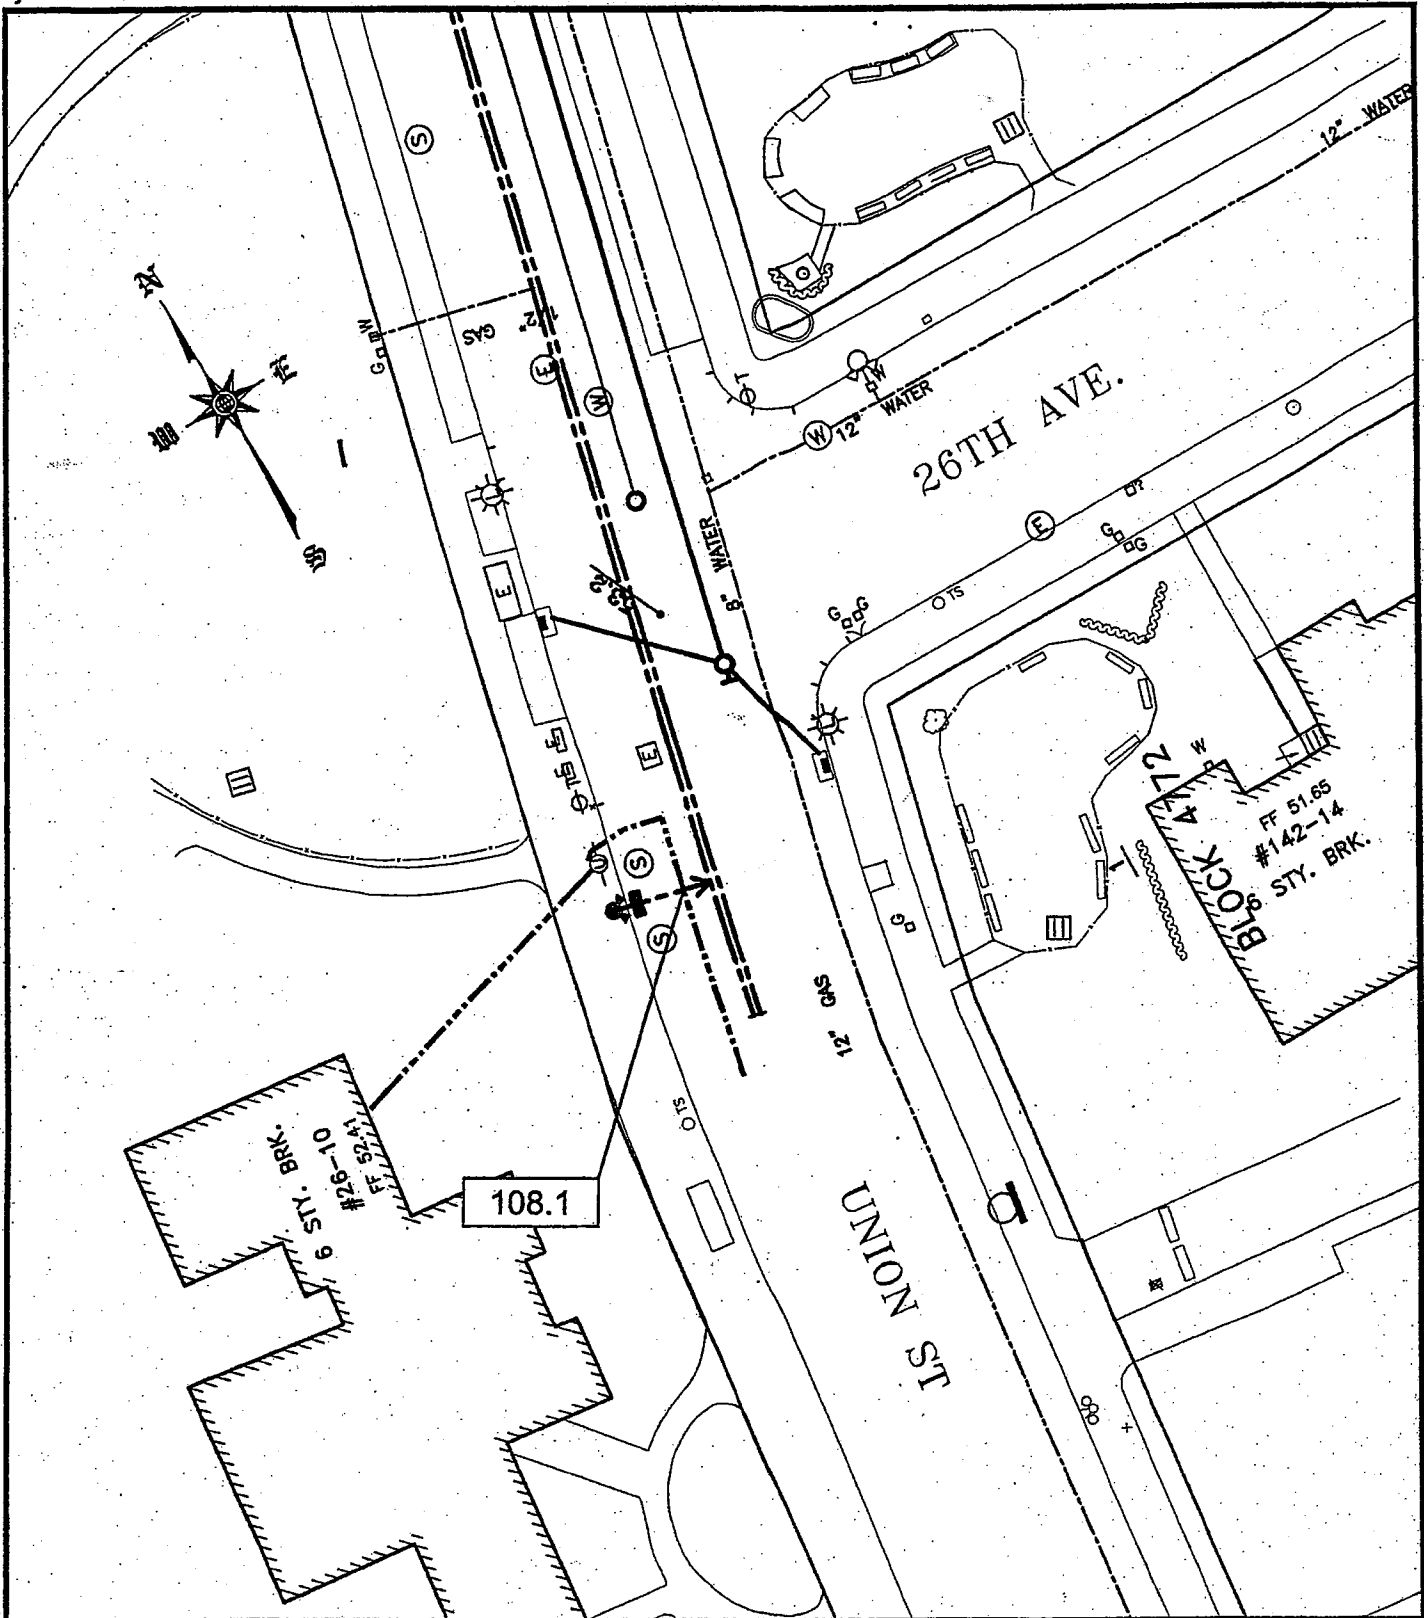 S
12" WATER
N
E
W
S
G
W
GAS
E
W
T
W
W
12" WATER
26TH AVE.
8" WATER
E
?
G
G
G
G
TS
E
E
TS
E
U
S
S
W
BLOCK 4772
FF 51.65
#142-14
6 STY. BRK.
G
12" GAS
TS
6 STY. BRK.
#26-10
FF 52.41
108.1
UNION ST